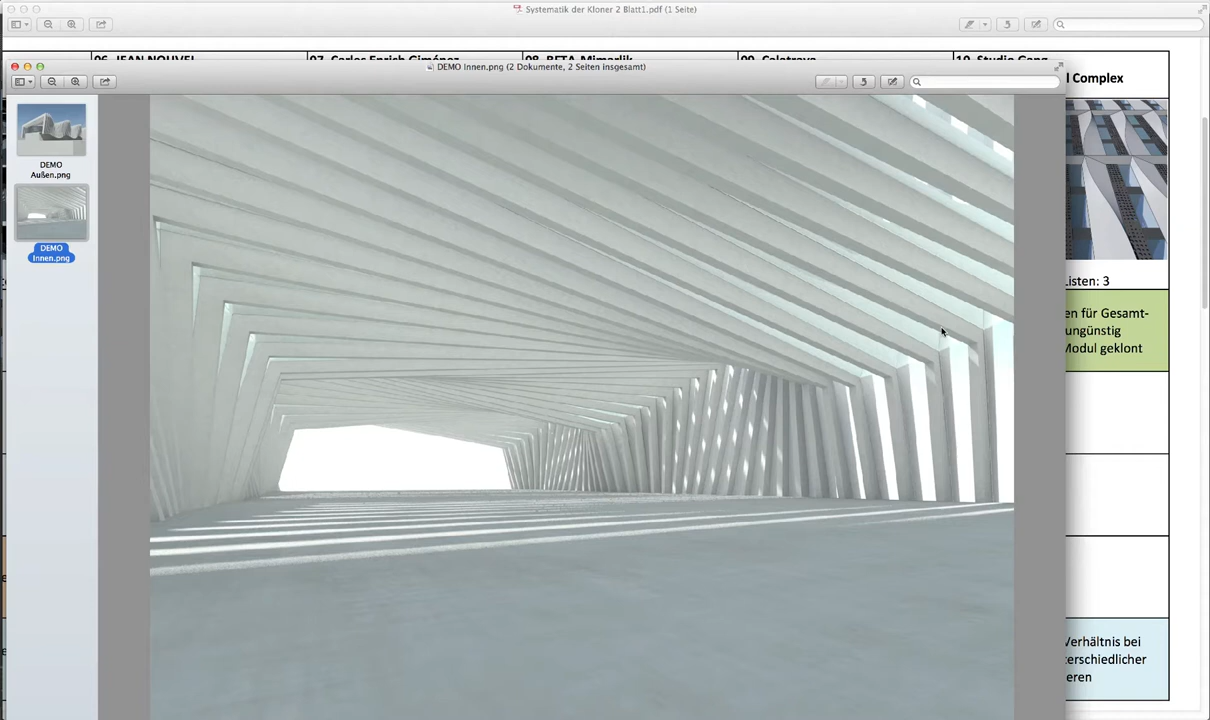 Systematik der Kloner 2 Blatt1.pdf (1 Seite)
06. JEAN NOUVEL
07. Carlos Enrich Giménez
08. BETA-Mimarlik
09. Calatrava
10. Studio Gang
DEMO Innen.png (2 Dokumente, 2 Seiten insgesamt)
Complex
DEMO
Außen.png
DEMO
Innen.png
Listen: 3
en für Gesamt-
ungünstig
Modul geklont
Verhältnis bei
terschiedlicher
eren